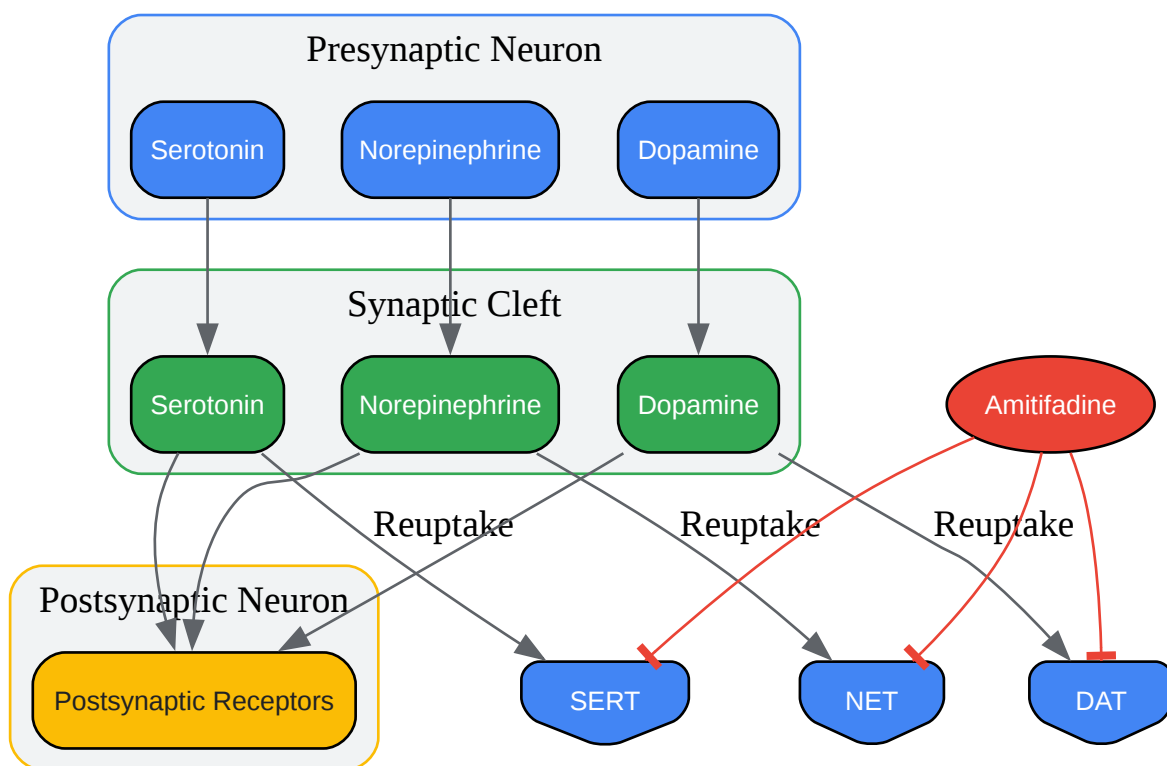 Presynaptic Neuron
Serotonin
Norepinephrine
Dopamine
Synaptic Cleft
Serotonin
Norepinephrine
Dopamine
Amitifadine
Reuptake
Reuptake
Reuptake
Postsynaptic Neuron
Postsynaptic Receptors
SERT
NET
DAT